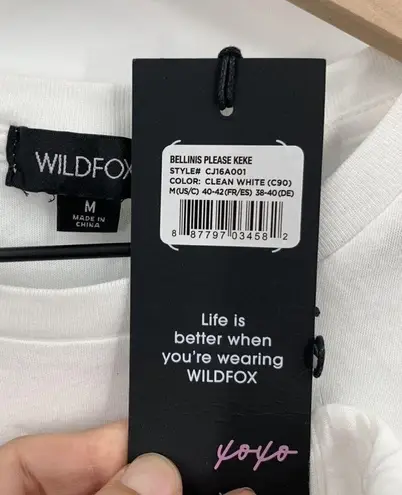 WILDFOX
M
MADE IN
CHINA
BELLINIS PLEASE KEKE
STYLE# CJ16A001
COLOR: CLEAN WHITE (C90)
M(US/C) 40-42(FR/ES) 38-40(DE)
8 87797 03458 2
Life is
better when
you're wearing
WILDFOX
xoxo